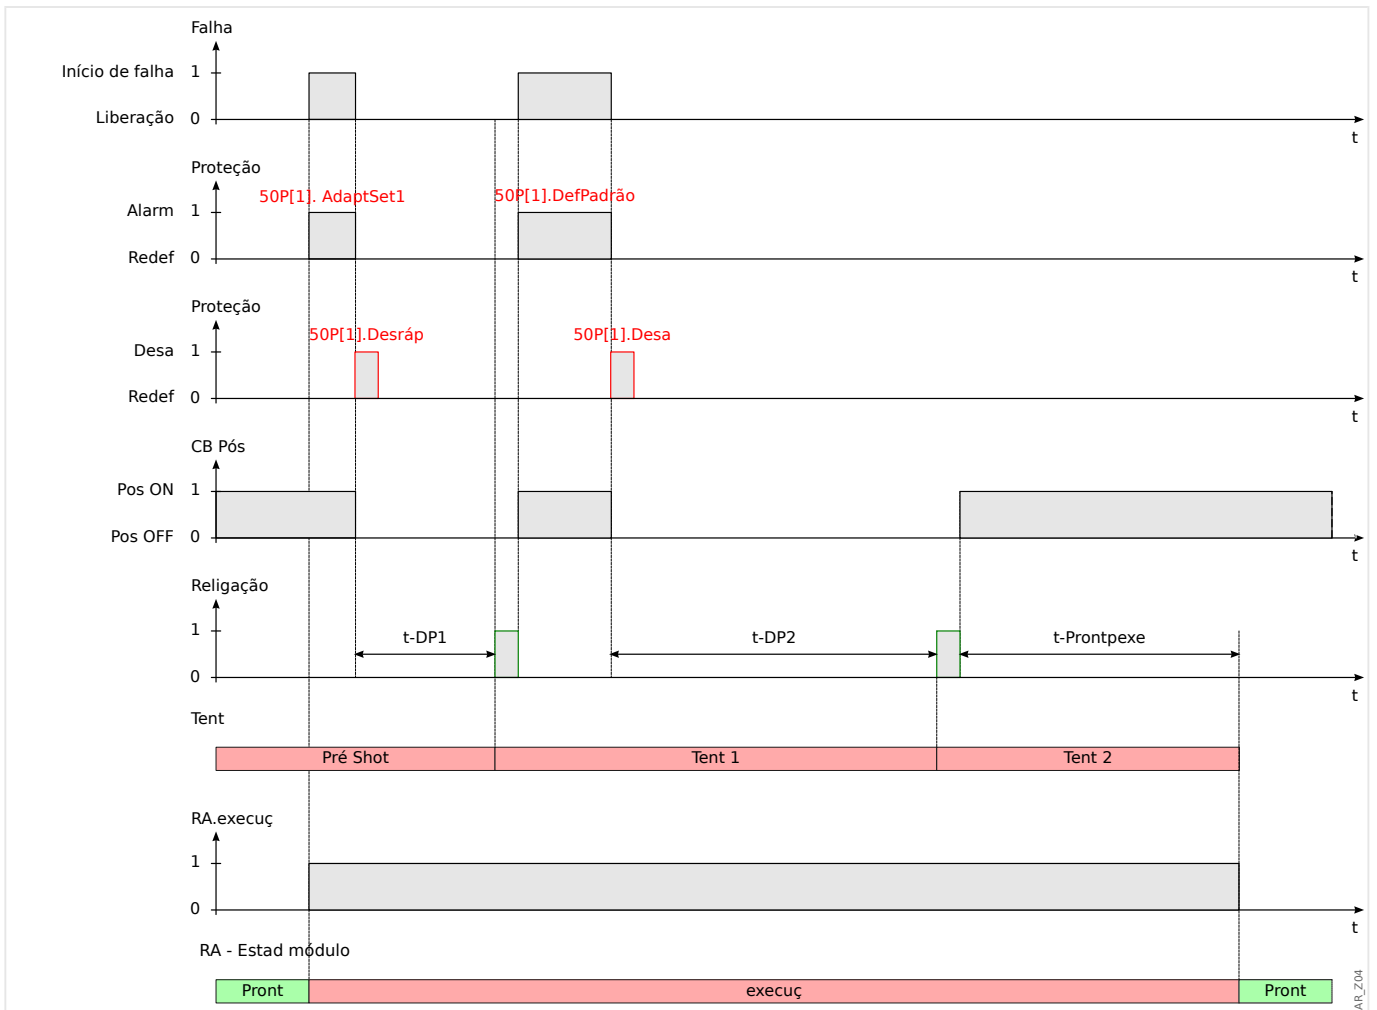 Falha
Início de falha 1
Liberação 0
t
Proteção
50P[1]. AdaptSet1 50P[1].DefPadrão
Alarm 1
Redef 0
t
Proteção
50P[1].Desráp 50P[1].Desa
Desa 1
Redef 0
t
CB Pós
Pos ON 1
Pos OFF 0
t
Religação
1 t-DP1 t-DP2 t-Prontpexe
0
t
Tent
Pré Shot Tent 1 Tent 2
RA.execuç
1
0
t
RA - Estad módulo
Pront execuç Pront
AR_Z04